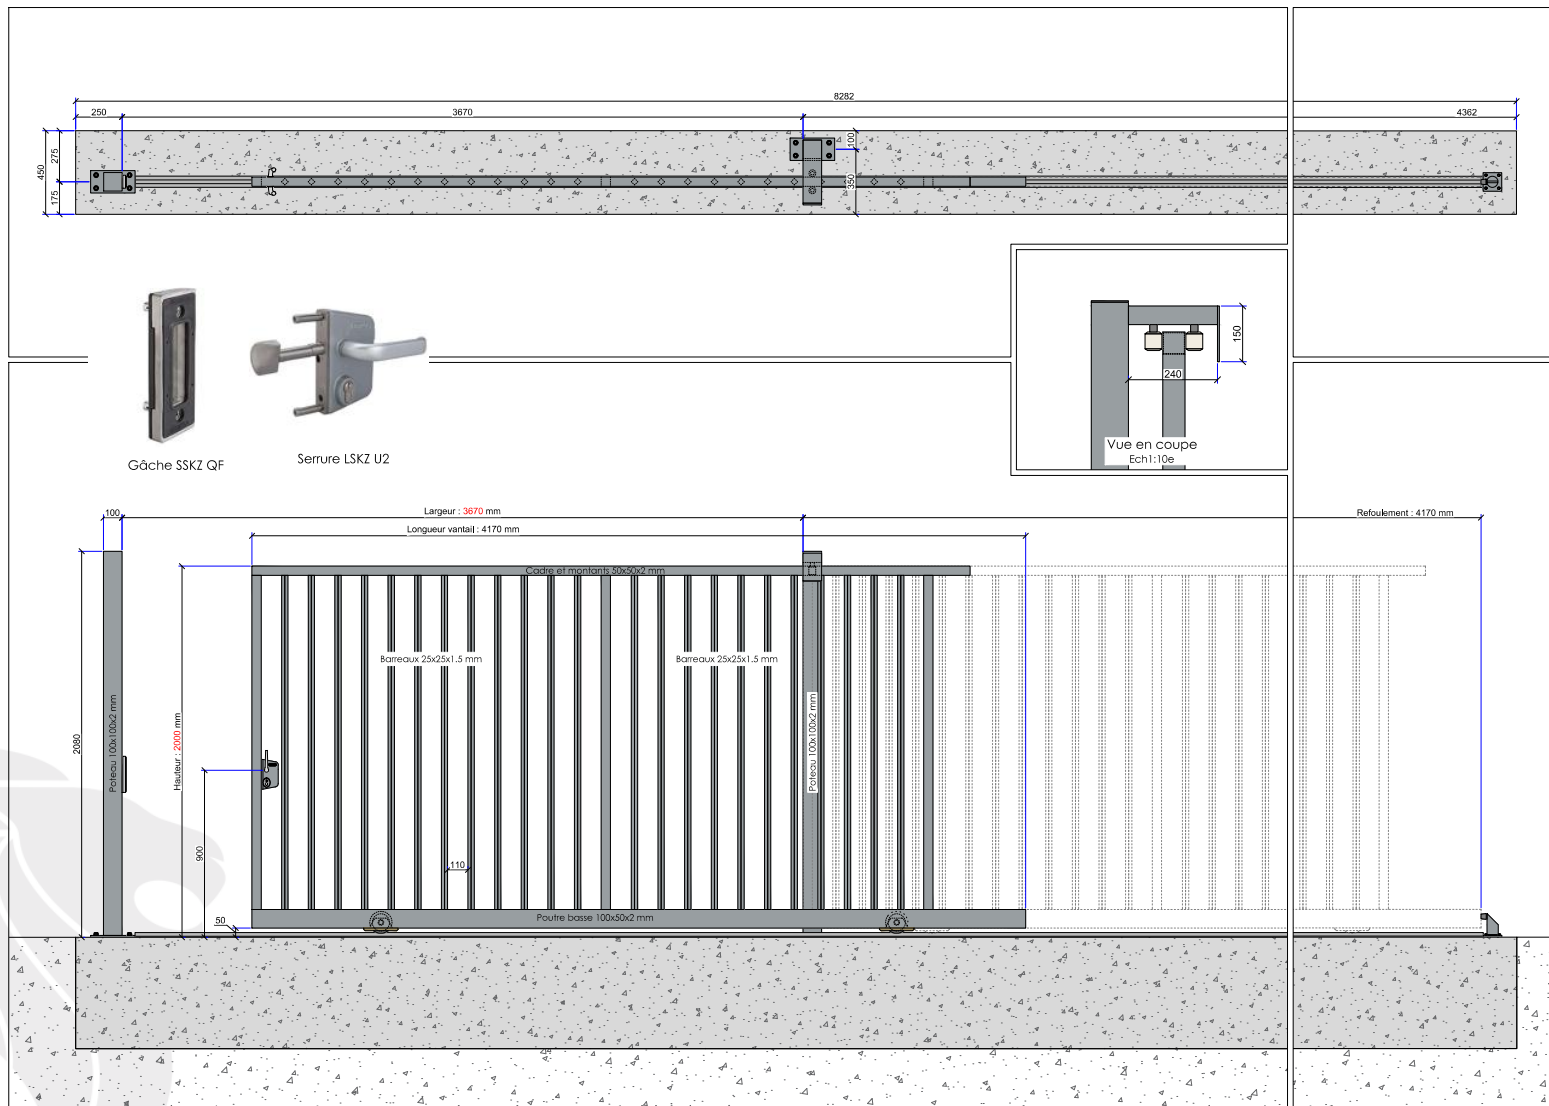 8282
250
3670
4362
450
275
175
100
350
150
240
Vue en coupe
Ech1:10e
Gâche SSKZ QF
Serrure LSKZ U2
100
Largeur : 3670 mm
Refoulement : 4170 mm
Longueur vantail : 4170 mm
Cadre et montants 50x50x2 mm
Barreaux 25x25x1.5 mm
Barreaux 25x25x1.5 mm
2080
Poteau 100x100x2 mm
Hauteur : 2000 mm
Poteau 100x100x2 mm
900
110
50
Poutre basse 100x50x2 mm